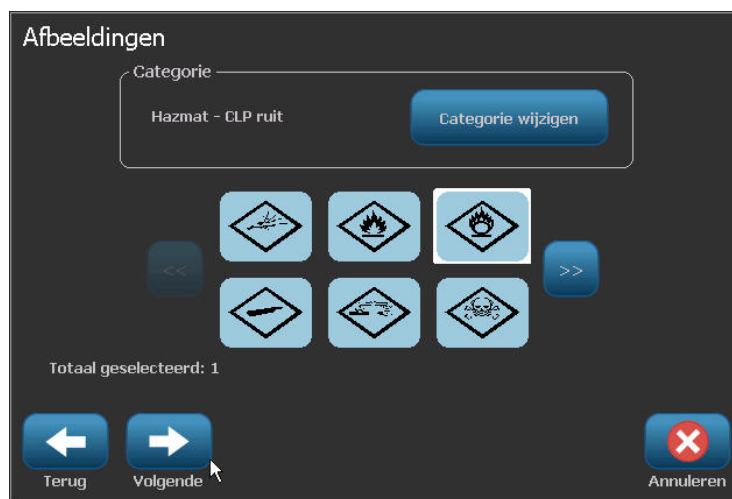 Afbeeldingen
Categorie
Hazmat - CLP ruit
Categorie wijzigen
<<
>>
Totaal geselecteerd: 1
Terug
Volgende
Annuleren